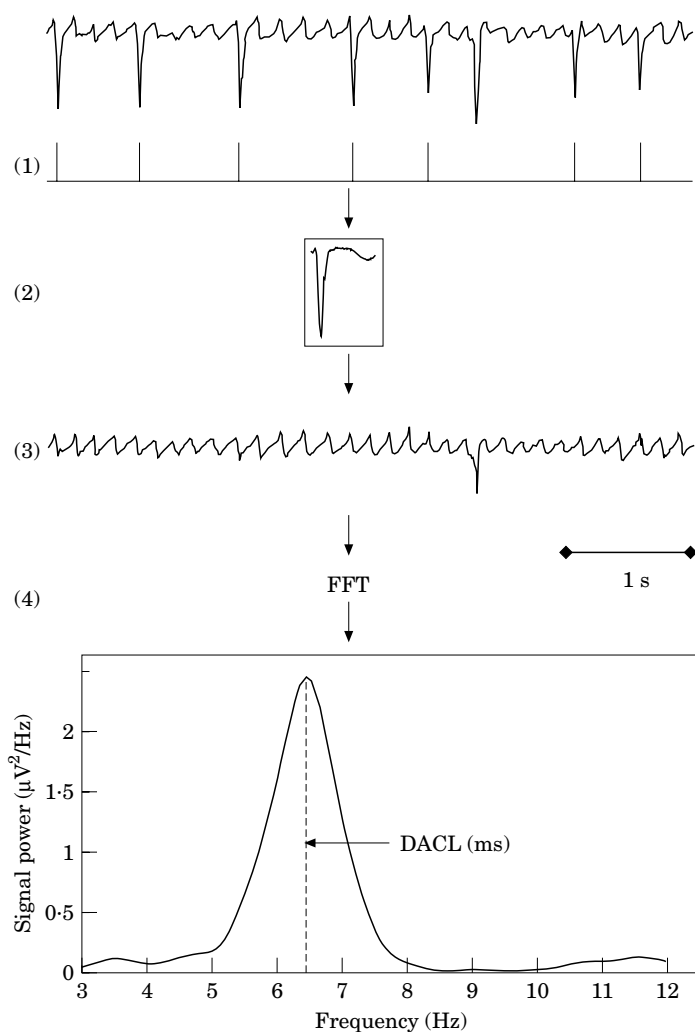 (1)
(2)
(3)
1 s
FFT
(4)
Signal power (μV²/Hz)
2
1·5
1
0·5
0
DACL (ms)
3 4 5 6 7 8 9 10 11 12
Frequency (Hz)